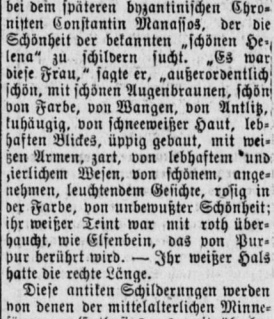 bei dem späteren byzantinischen Chro-
nisten Constantin Manassos, der die
Schönheit der bekannten „schönen He-
lena“ zu schildern sucht. „Es war
diese Frau,“ sagte er, „außerordentlich
schön, mit schönen Augenbraunen, schön
von Farbe, von Wangen, von Antlitz,
kuhäugig, von schneeweißer Haut, leb-
haften Blickes, üppig gebaut, mit wei-
ßen Armen, zart, von lebhaftem und
zierlichem Wesen, von schönem, ange-
nehmen, leuchtendem Gesichte, rosig in
der Farbe, von unbewußter Schönheit;
ihr weißer Teint war mit roth über-
haucht, wie Elfenbein, das von Pur-
pur berührt wird. — Ihr weißer Hals
hatte die rechte Länge.
Diese antiken Schilderungen werden
von denen der mittelalterlichen Minne-